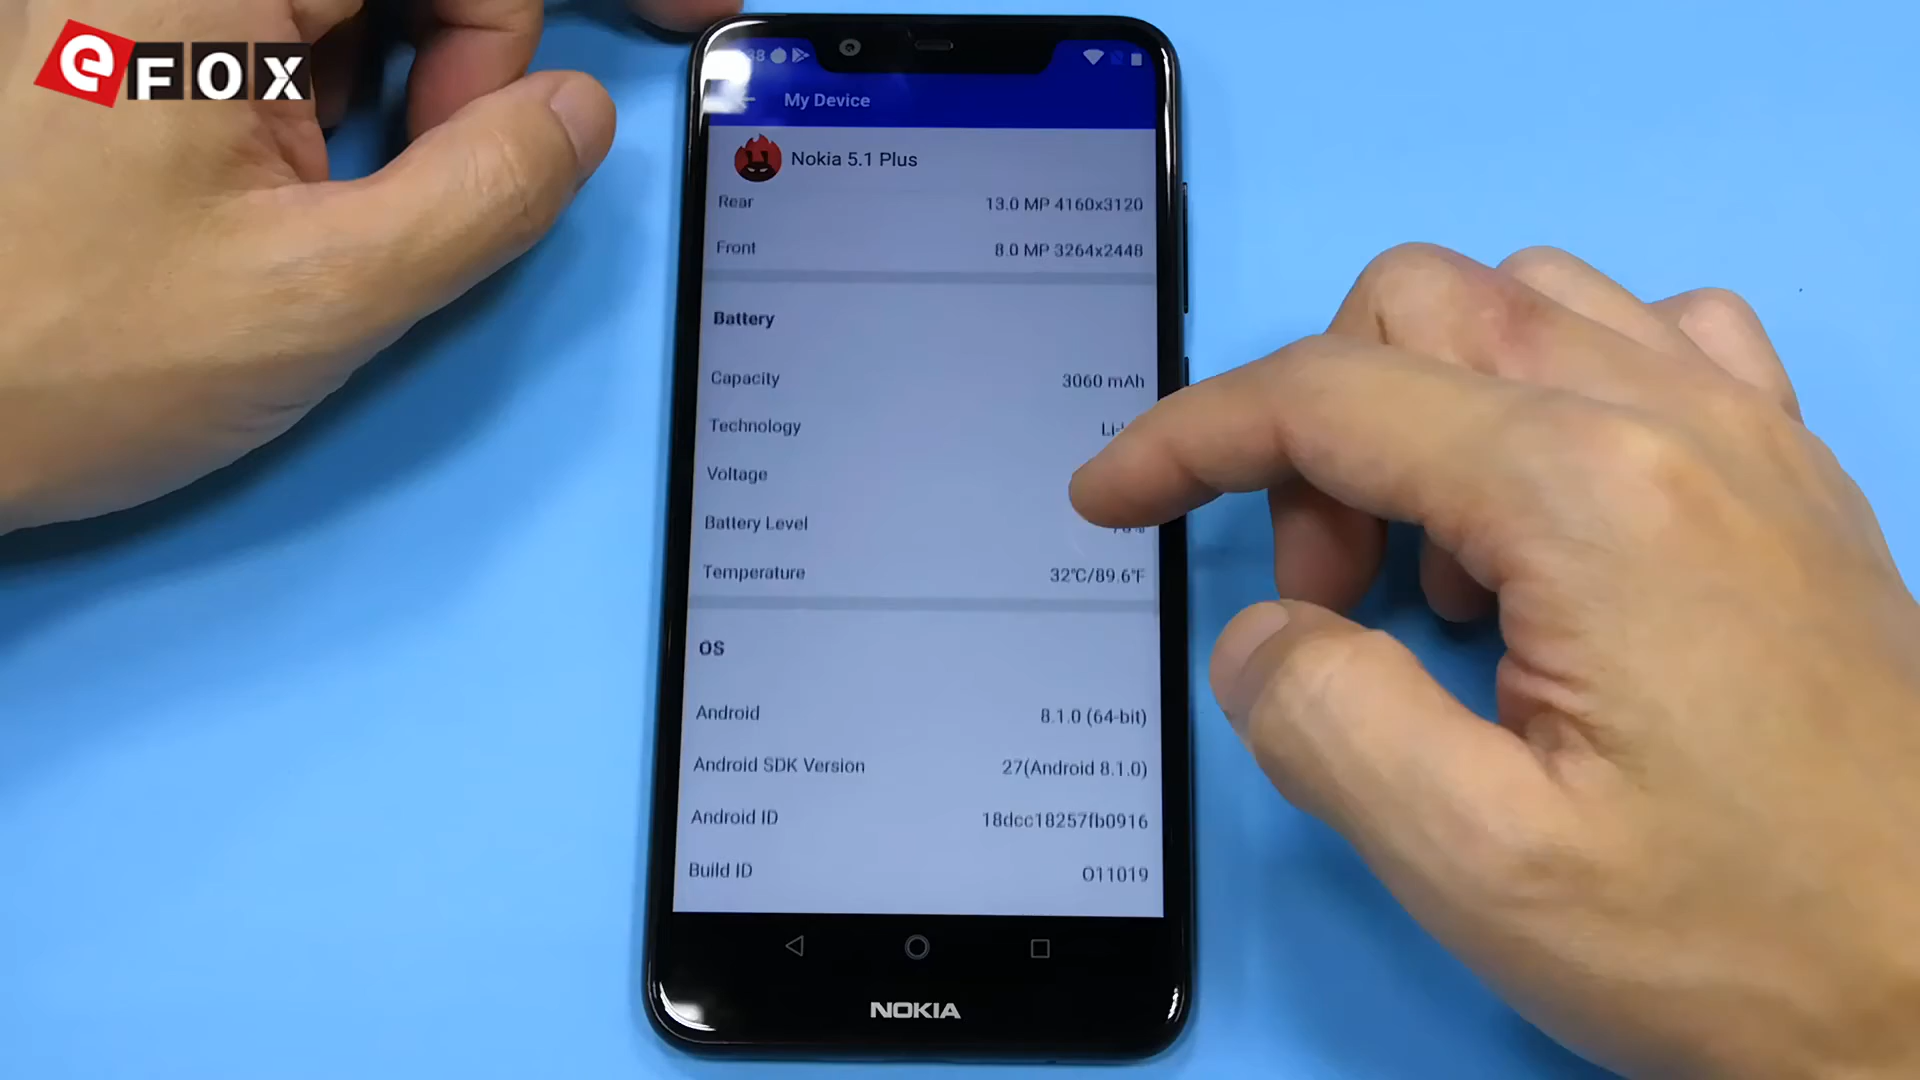 eFOX
My Device
Nokia 5.1 Plus
Rear 13.0 MP 4160x3120
Front 8.0 MP 3264x2448
Battery
Capacity 3060 mAh
Technology
Voltage
Battery Level
Temperature 32℃/89.6℉
OS
Android 8.1.0 (64-bit)
Android SDK Version 27(Android 8.1.0)
Android ID 18dcc18257fb0916
Build ID O11019
NOKIA